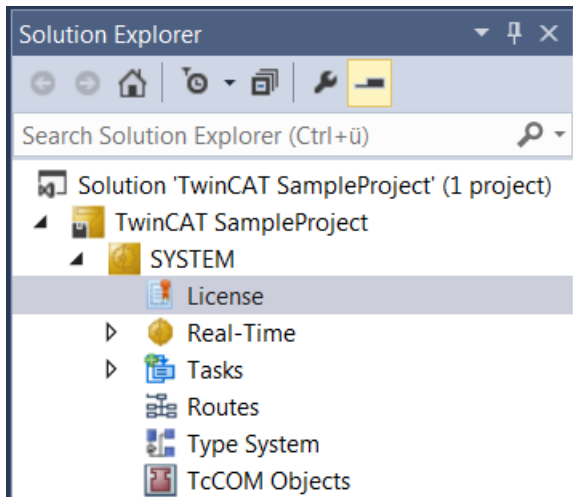 Solution Explorer
Search Solution Explorer (Ctrl+ü)
Solution 'TwinCAT SampleProject' (1 project)
TwinCAT SampleProject
SYSTEM
License
Real-Time
Tasks
Routes
Type System
TcCOM Objects